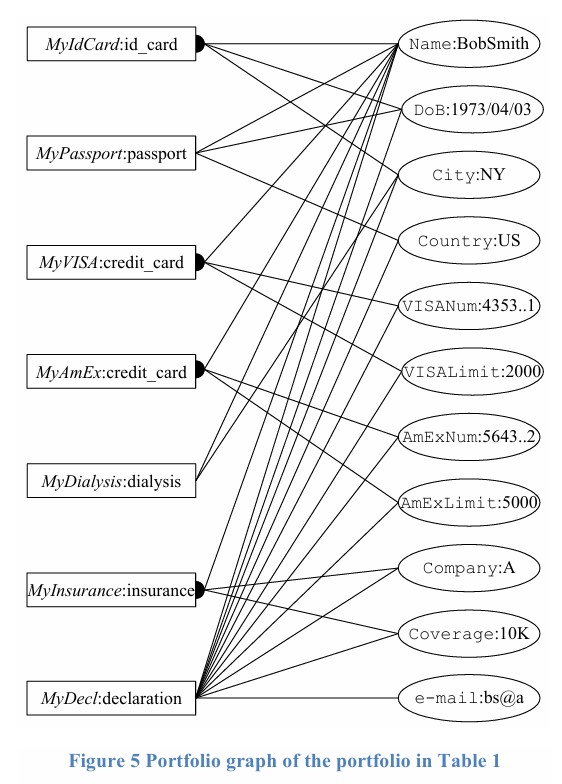 MyIdCard:id_card
Name:BobSmith
DoB:1973/04/03
MyPassport:passport
City:NY
Country:US
MyVISA:credit_card
VISANum:4353..1
MyAmEx:credit_card
VISALimit:2000
AmExNum:5643..2
MyDialysis:dialysis
AmExLimit:5000
Company:A
MyInsurance:insurance
Coverage:10K
MyDecl:declaration
e-mail:bs@a
Figure 5 Portfolio graph of the portfolio in Table 1